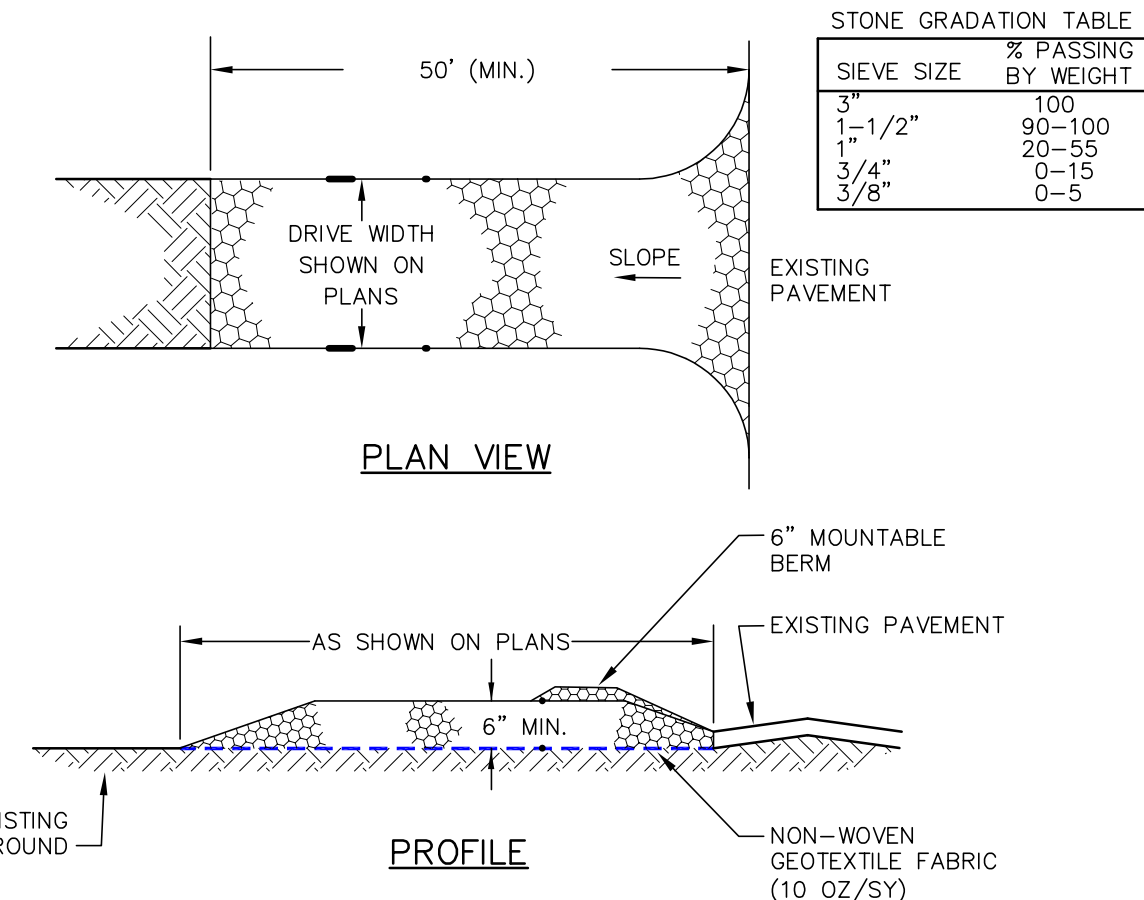 STONE GRADATION TABLE
SIEVE SIZE
% PASSING
BY WEIGHT
3" 100
1-1/2" 90-100
1" 20-55
3/4" 0-15
3/8" 0-5
50' (MIN.)
DRIVE WIDTH
SHOWN ON
PLANS
SLOPE
EXISTING
PAVEMENT
PLAN VIEW
6" MOUNTABLE
BERM
EXISTING PAVEMENT
AS SHOWN ON PLANS
6" MIN.
ISTING
ROUND
PROFILE
NON-WOVEN
GEOTEXTILE FABRIC
(10 OZ/SY)